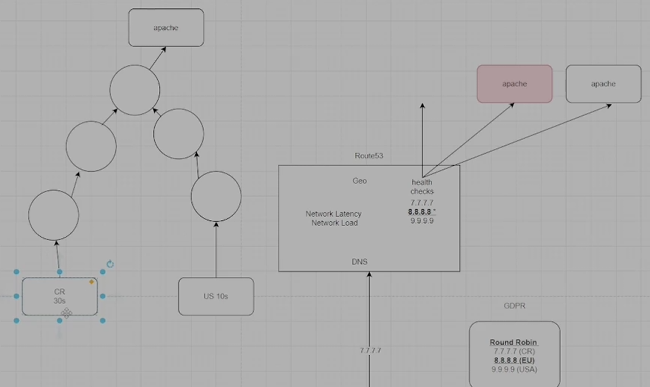 apache
apache
apache
Route53
Geo
health
checks
7.7.7.7
8.8.8.8 *
9.9.9.9
Network Latency
Network Load
DNS
CR
30s
US 10s
7.7.7.7
GDPR
Round Robin
7.7.7.7 (CR)
8.8.8.8 (EU)
9.9.9.9 (USA)